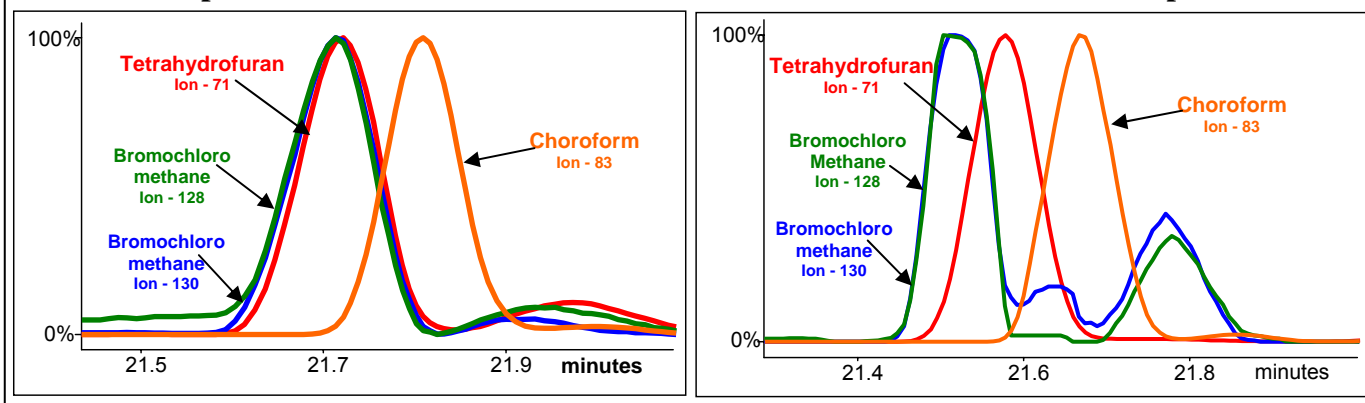 100%
Tetrahydrofuran
Ion - 71
Bromochloro
methane
Ion - 128
Bromochloro
methane
Ion - 130
Choroform
Ion - 83
0%
21.5
21.7
21.9
minutes
100%
Tetrahydrofuran
Ion - 71
Bromochloro
Methane
Ion - 128
Bromochloro
methane
Ion - 130
Choroform
Ion - 83
0%
21.4
21.6
21.8
minutes